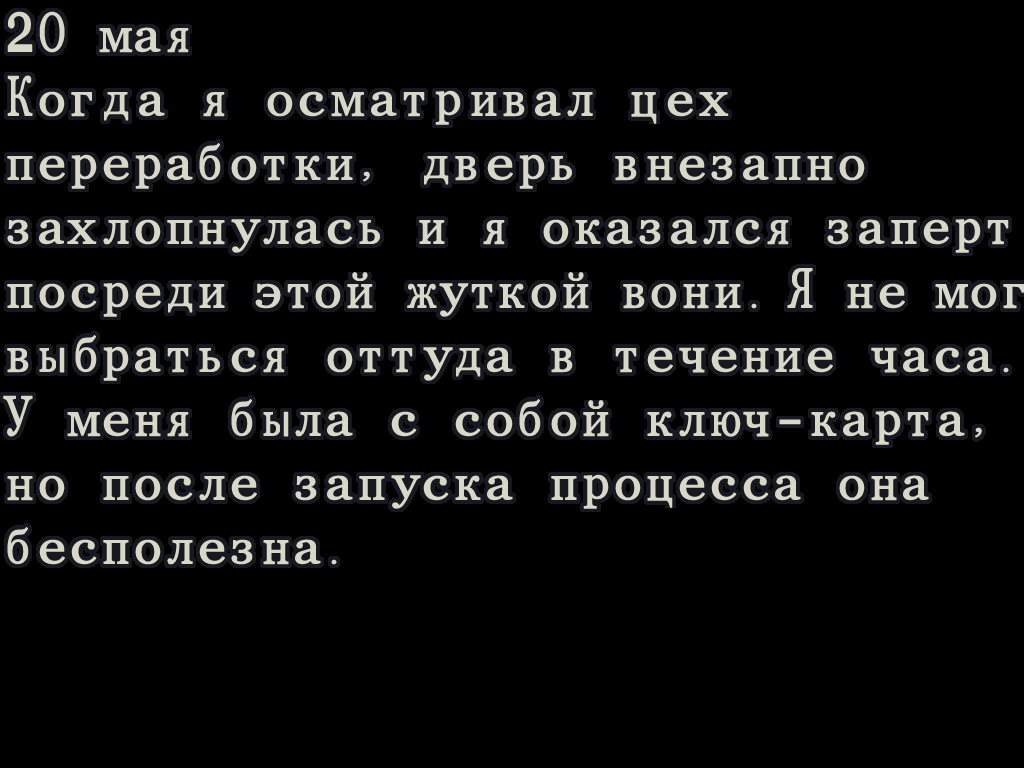 20 мая
Когда я осматривал цех
переработки, дверь внезапно
захлопнулась и я оказался заперт
посреди этой жуткой вони. Я не мог
выбраться оттуда в течение часа.
У меня была с собой ключ-карта,
но после запуска процесса она
бесполезна.